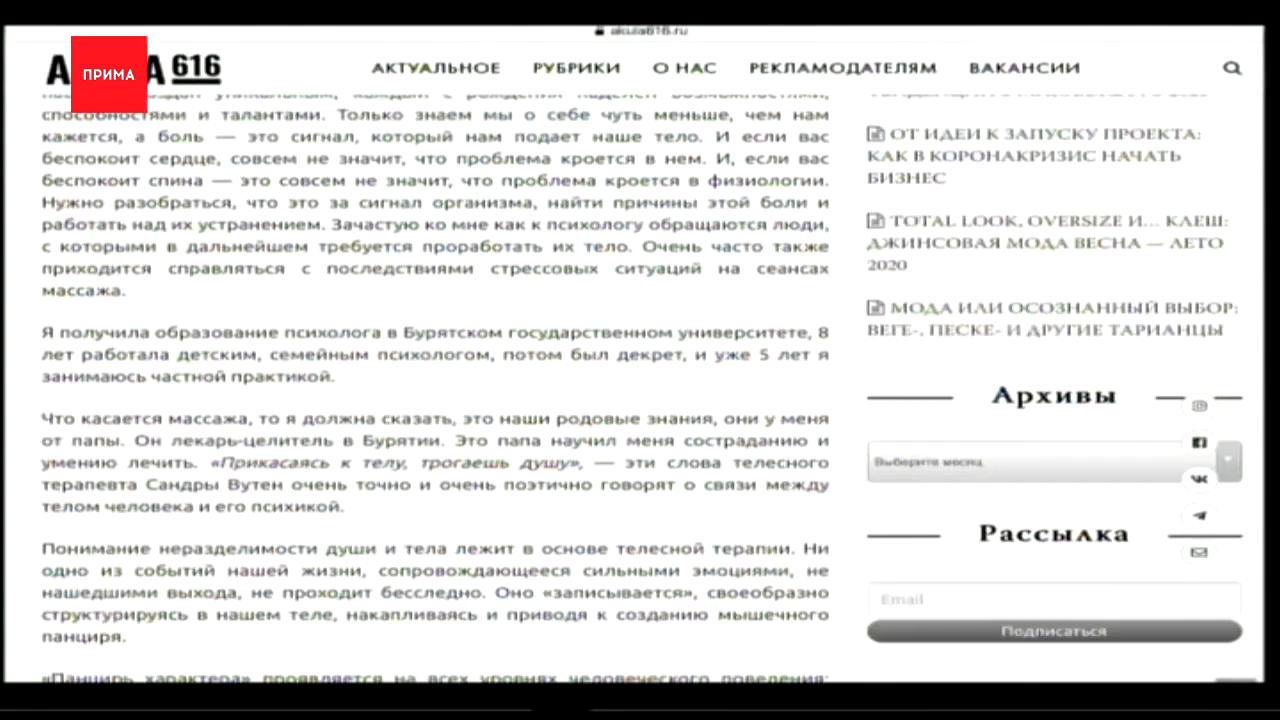 akula616.ru
ПРИМА
616
АКТУАЛЬНОЕ РУБРИКИ О НАС РЕКЛАМОДАТЕЛЯМ ВАКАНСИИ
способностями и талантами. Только знаем мы о себе чуть меньше, чем нам
кажется, а боль — это сигнал, который нам подает наше тело. И если вас
беспокоит сердце, совсем не значит, что проблема кроется в нем. И, если вас
беспокоит спина — это совсем не значит, что проблема кроется в физиологии.
Нужно разобраться, что это за сигнал организма, найти причины этой боли и
работать над их устранением. Зачастую ко мне как к психологу обращаются люди,
с которыми в дальнейшем требуется проработать их тело. Очень часто также
приходится справляться с последствиями стрессовых ситуаций на сеансах
массажа.
Я получила образование психолога в Бурятском государственном университете, 8
лет работала детским, семейным психологом, потом был декрет, и уже 5 лет я
занимаюсь частной практикой.
Что касается массажа, то я должна сказать, это наши родовые знания, они у меня
от папы. Он лекарь-целитель в Бурятии. Это папа научил меня состраданию и
умению лечить. «Прикасаясь к телу, трогаешь душу», — эти слова телесного
терапевта Сандры Вутен очень точно и очень поэтично говорят о связи между
телом человека и его психикой.
Понимание неразделимости души и тела лежит в основе телесной терапии. Ни
одно из событий нашей жизни, сопровождающееся сильными эмоциями, не
нашедшими выхода, не проходит бесследно. Оно «записывается», своеобразно
структурируясь в нашем теле, накапливаясь и приводя к созданию мышечного
панциря.
«Панцирь характера» проявляется на всех уровнях человеческого поведения:
ОТ ИДЕИ К ЗАПУСКУ ПРОЕКТА:
КАК В КОРОНАКРИЗИС НАЧАТЬ
БИЗНЕС
TOTAL LOOK, OVERSIZE И... КЛЕШ:
ДЖИНСОВАЯ МОДА ВЕСНА — ЛЕТО
2020
МОДА ИЛИ ОСОЗНАННЫЙ ВЫБОР:
ВЕГЕ-, ПЕСКЕ- И ДРУГИЕ ТАРИАНЦЫ
Архивы
Выберите месяц
Рассылка
Email
Подписаться